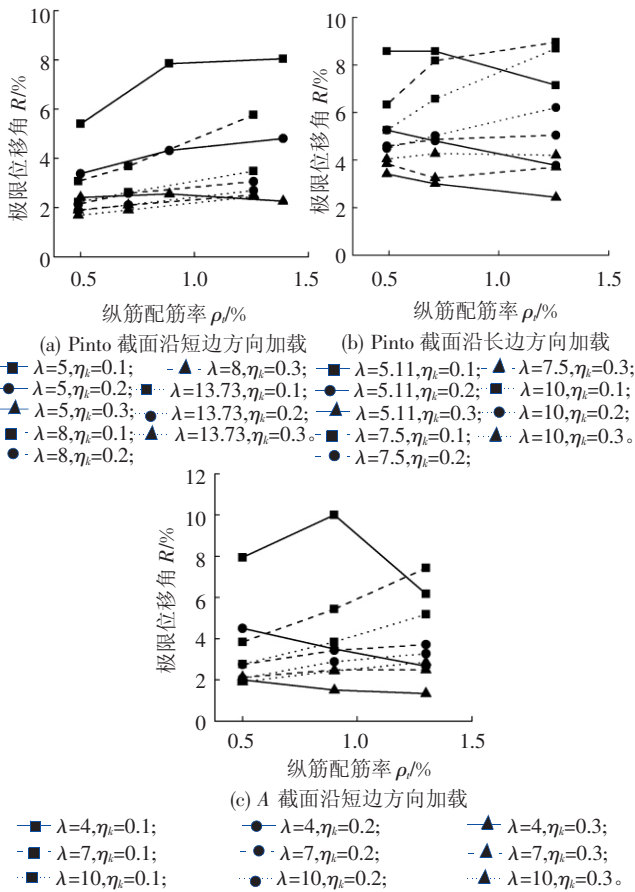 10
8
6
4
2
0
极限位移角 R/%
0.5 1.0 1.5
纵筋配筋率 ρt/%
(a) Pinto 截面沿短边方向加载
λ=5,ηk=0.1;
λ=5,ηk=0.2;
λ=5,ηk=0.3;
λ=8,ηk=0.1;
λ=8,ηk=0.2;
λ=8,ηk=0.3;
λ=13.73,ηk=0.1;
λ=13.73,ηk=0.2;
λ=13.73,ηk=0.3。
10
8
6
4
2
0
极限位移角 R/%
0.5 1.0 1.5
纵筋配筋率 ρt/%
(b) Pinto 截面沿长边方向加载
λ=5.11,ηk=0.1;
λ=5.11,ηk=0.2;
λ=5.11,ηk=0.3;
λ=7.5,ηk=0.1;
λ=7.5,ηk=0.2;
λ=7.5,ηk=0.3;
λ=10,ηk=0.1;
λ=10,ηk=0.2;
λ=10,ηk=0.3。
12
10
8
6
4
2
0
极限位移角 R/%
0.5 1.0 1.5
纵筋配筋率 ρt/%
(c) A 截面沿短边方向加载
λ=4,ηk=0.1; λ=4,ηk=0.2; λ=4,ηk=0.3;
λ=7,ηk=0.1; λ=7,ηk=0.2; λ=7,ηk=0.3;
λ=10,ηk=0.1; λ=10,ηk=0.2; λ=10,ηk=0.3。